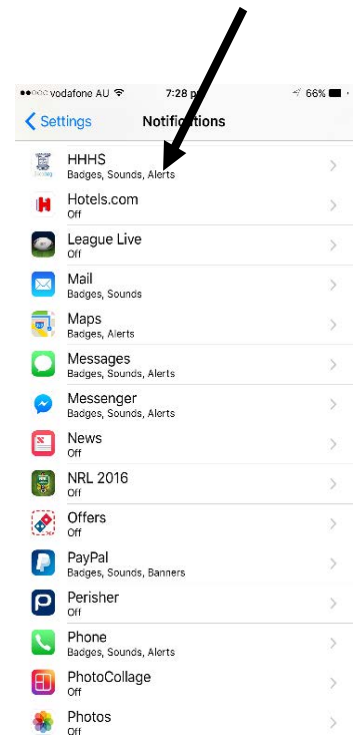 vodafone AU 7:28 p 66%
Settings Notifications
HHHS
Badges, Sounds, Alerts
Hotels.com
Off
League Live
Off
Mail
Badges, Sounds
Maps
Badges, Alerts
Messages
Badges, Sounds, Alerts
Messenger
Badges, Sounds, Alerts
News
Off
NRL 2016
Off
Offers
Off
PayPal
Badges, Sounds, Banners
Perisher
Off
Phone
Badges, Sounds, Alerts
PhotoCollage
Off
Photos
Off